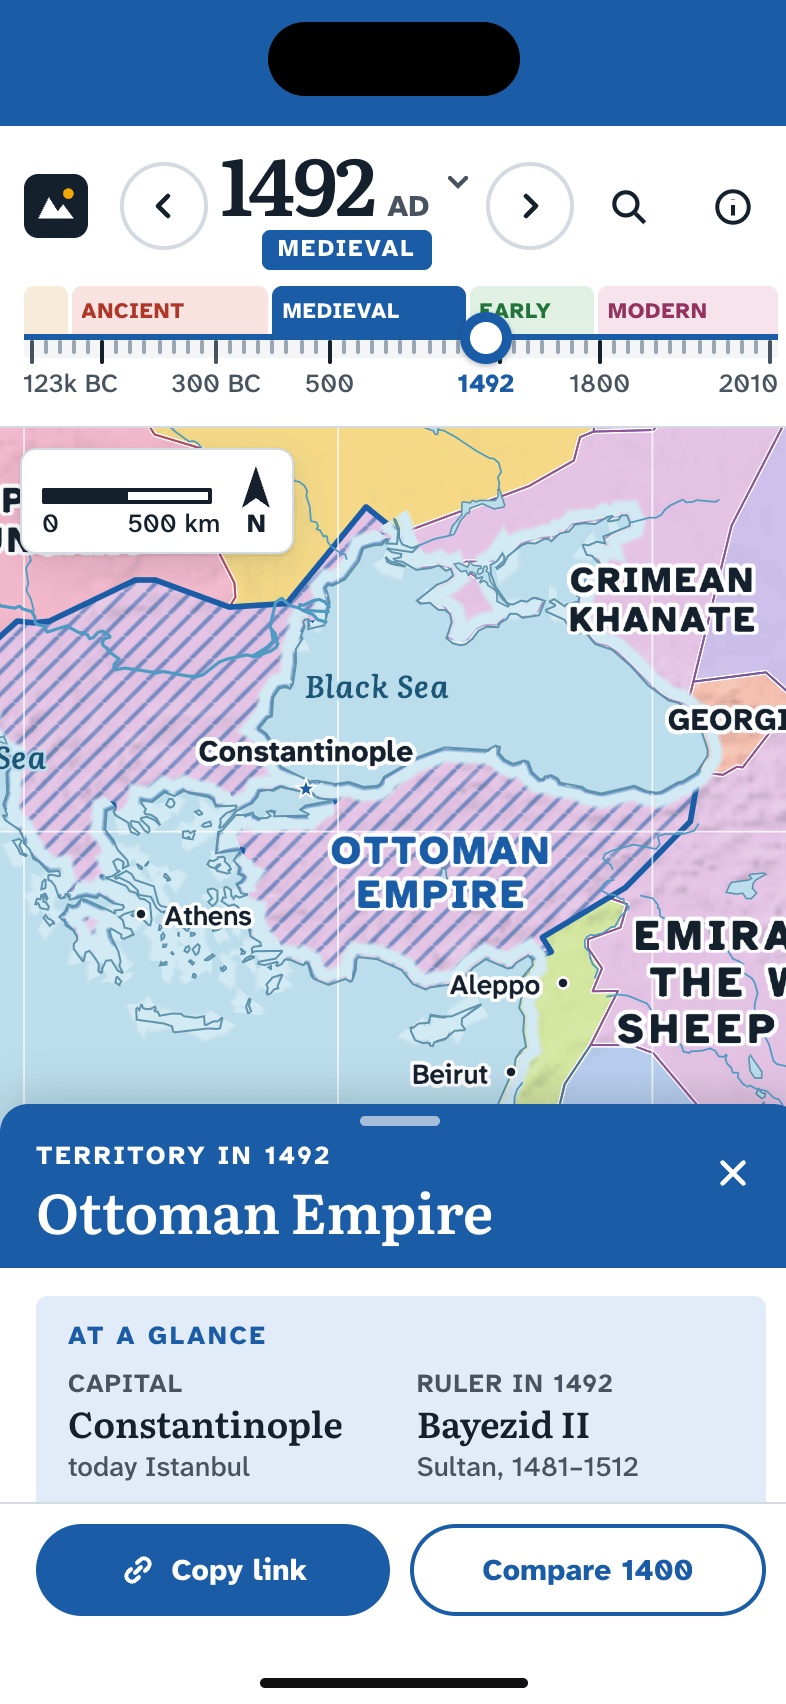 1492 AD
MEDIEVAL
ANCIENT MEDIEVAL EARLY MODERN
123k BC 300 BC 500 1492 1800 2010
0 500 km N
CRIMEAN
KHANATE
Black Sea
GEORGI
Sea
Constantinople
OTTOMAN
EMPIRE
Athens
EMIRA
THE W
SHEEP
Aleppo
Beirut
TERRITORY IN 1492
Ottoman Empire
AT A GLANCE
CAPITAL
Constantinople
today Istanbul
RULER IN 1492
Bayezid II
Sultan, 1481–1512
Copy link
Compare 1400